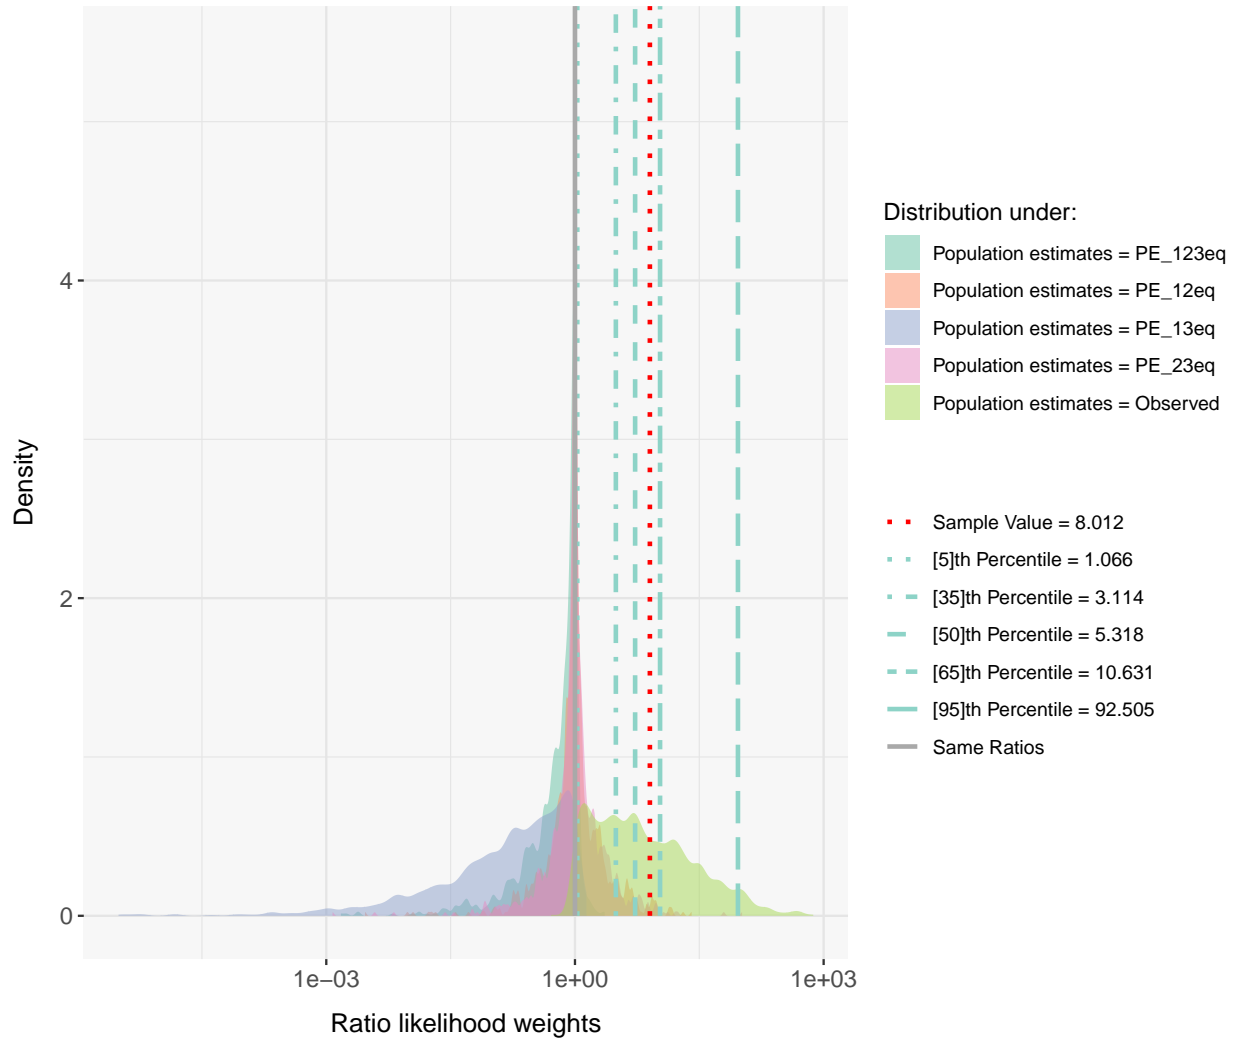 Density
4
2
0
1e−03
1e+00
1e+03
Ratio likelihood weights
Distribution under:
Population estimates = PE_123eq
Population estimates = PE_12eq
Population estimates = PE_13eq
Population estimates = PE_23eq
Population estimates = Observed
Sample Value = 8.012
[5]th Percentile = 1.066
[35]th Percentile = 3.114
[50]th Percentile = 5.318
[65]th Percentile = 10.631
[95]th Percentile = 92.505
Same Ratios